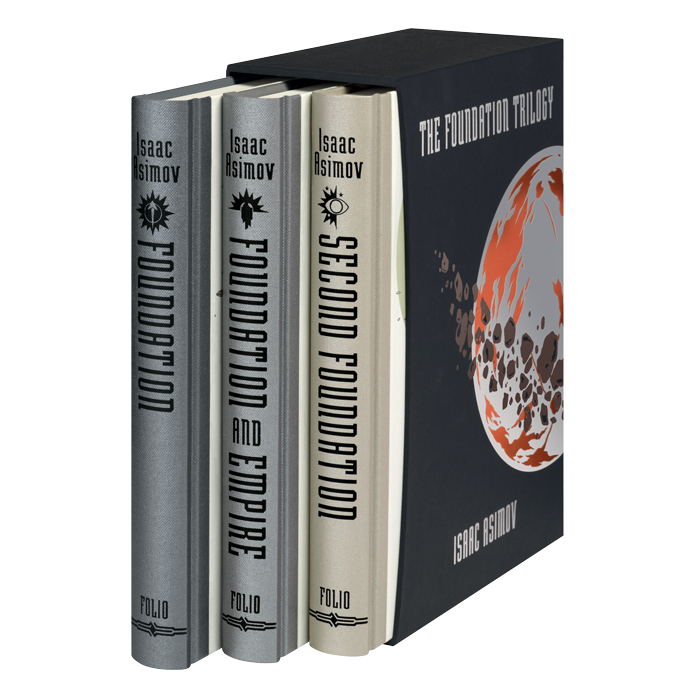 Isaac
Asimov
FOUNDATION
FOLIO
Isaac
Asimov
FOUNDATION AND EMPIRE
FOLIO
Isaac
Asimov
SECOND FOUNDATION
FOLIO
THE FOUNDATION TRILOGY
ISAAC ASIMOV